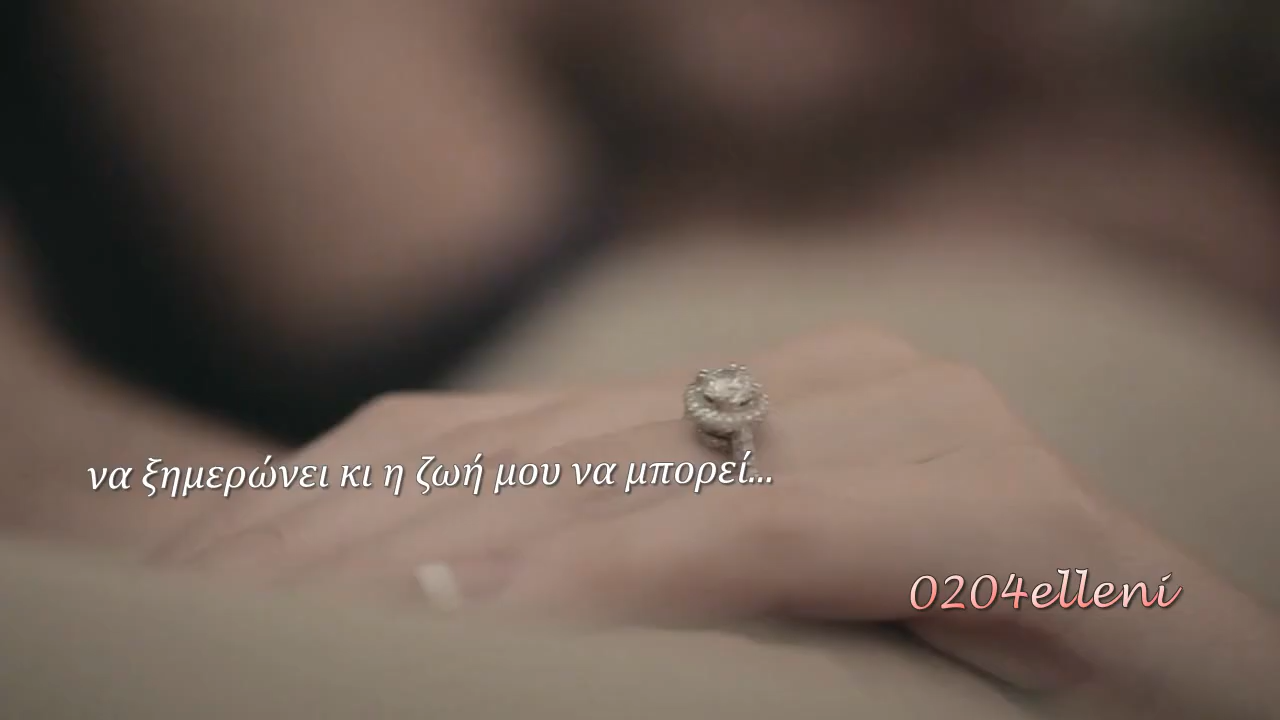 να ξημερώνει κι η ζωή μου να μπορεί...
0204elleni